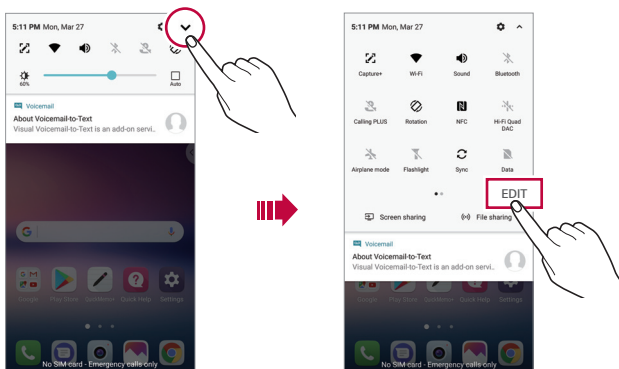 5:11 PM Mon, Mar 27
60%
Auto
Voicemail
About Voicemail-to-Text
Visual Voicemail-to-Text is an add-on servi..
G
Google Play Store QuickMemo+ Quick Help Settings
No SIM card - Emergency calls only
5:11 PM Mon, Mar 27
Capture+ Wi-Fi Sound Bluetooth
Calling PLUS Rotation NFC Hi-Fi Quad
DAC
Airplane mode Flashlight Sync Data
EDIT
Screen sharing File sharing
Voicemail
About Voicemail-to-Text
Visual Voicemail-to-Text is an add-on servi..
Google Play Store QuickMemo+ Quick Help Settings
No SIM card - Emergency calls only